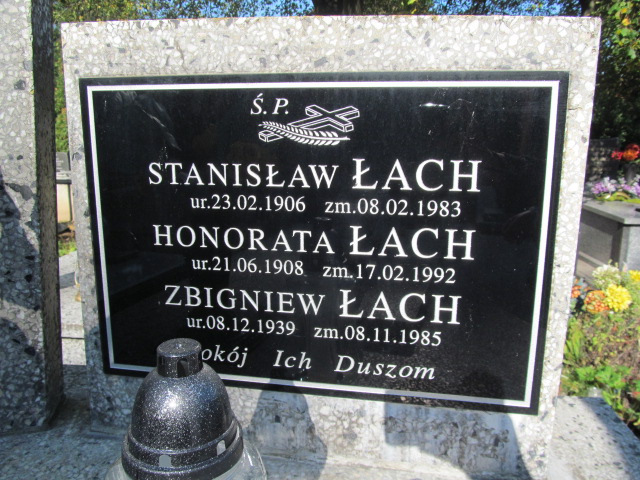 Ś.P.
STANISŁAW ŁACH
ur.23.02.1906 zm.08.02.1983
HONORATA ŁACH
ur.21.06.1908 zm.17.02.1992
ZBIGNIEW ŁACH
ur.08.12.1939 zm.08.11.1985
okój Ich Duszom